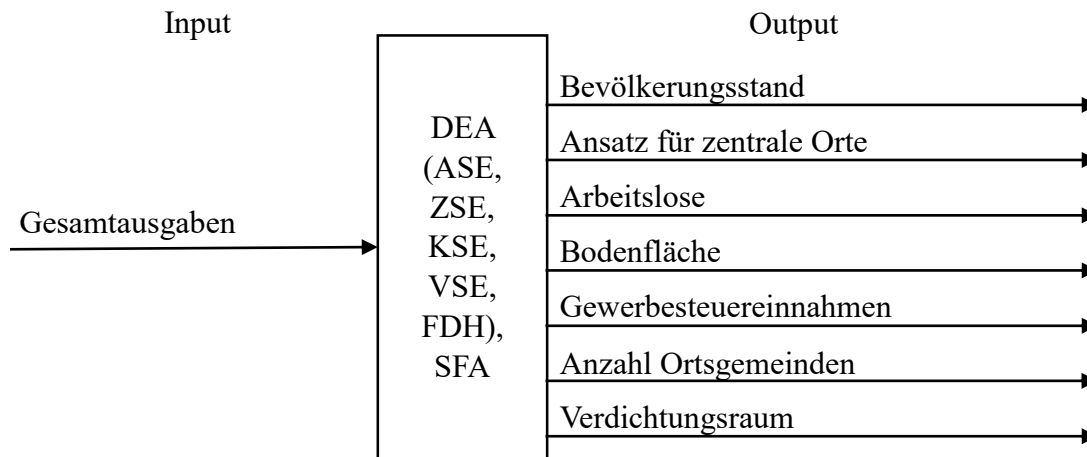 Input
Output
Gesamtausgaben
DEA
(ASE,
ZSE,
KSE,
VSE,
FDH),
SFA
Bevölkerungsstand
Ansatz für zentrale Orte
Arbeitslose
Bodenfläche
Gewerbesteuereinnahmen
Anzahl Ortsgemeinden
Verdichtungsraum